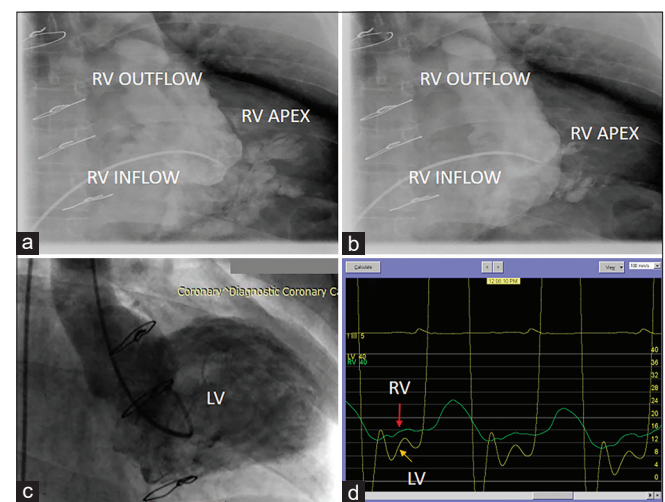 RV OUTFLOW
RV APEX
RV INFLOW
a
RV OUTFLOW
RV APEX
RV INFLOW
b
Coronary^Diagnostic Coronary Ca
LV
c
Calculate
View
100 mm/s
12:08:10 PM
5
LV 40
RV 40
40
36
32
28
24
20
16
12
8
4
0
RV
LV
d